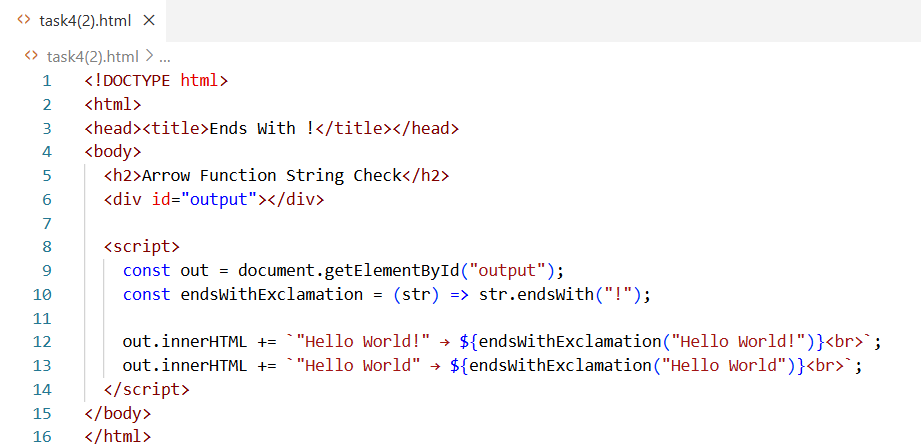 <> task4(2).html ×
<> task4(2).html > ...
1 <!DOCTYPE html>
2 <html>
3 <head><title>Ends With !</title></head>
4 <body>
5   <h2>Arrow Function String Check</h2>
6   <div id="output"></div>
7
8   <script>
9     const out = document.getElementById("output");
10     const endsWithExclamation = (str) => str.endsWith("!");
11
12     out.innerHTML += `"Hello World!" → ${endsWithExclamation("Hello World!")}<br>`;
13     out.innerHTML += `"Hello World" → ${endsWithExclamation("Hello World")}<br>`;
14   </script>
15 </body>
16 </html>